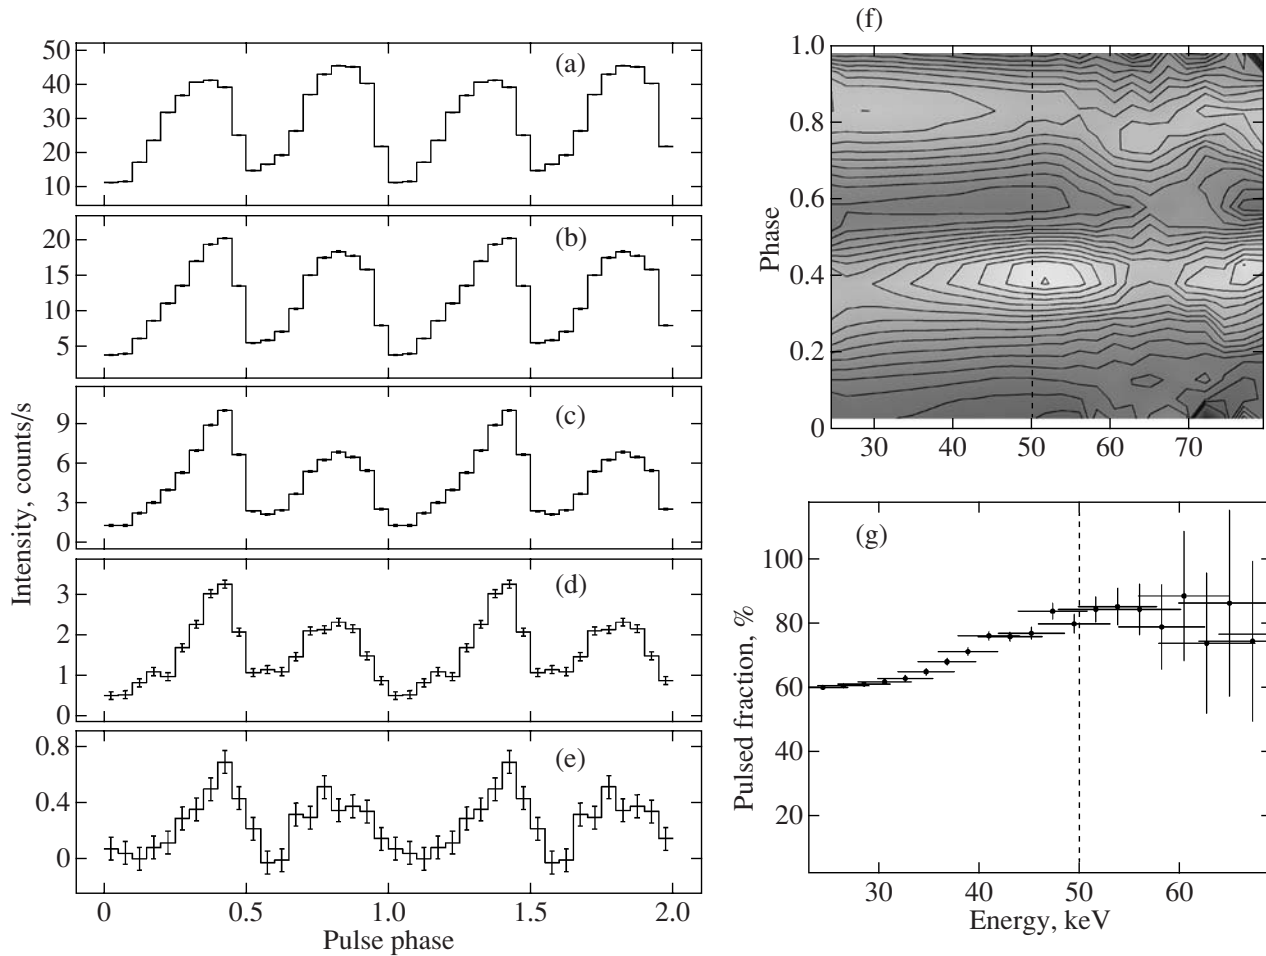 (a)
50
40
30
20
10
(b)
20
15
10
5
(c)
9
6
3
0
(d)
3
2
1
0
(e)
0.8
0.4
0
0 0.5 1.0 1.5 2.0
Pulse phase
Intensity, counts/s
(f)
1.0
0.8
0.6
0.4
0.2
0
30 40 50 60 70
Phase
(g)
100
80
60
40
20
30 40 50 60
Energy, keV
Pulsed fraction, %